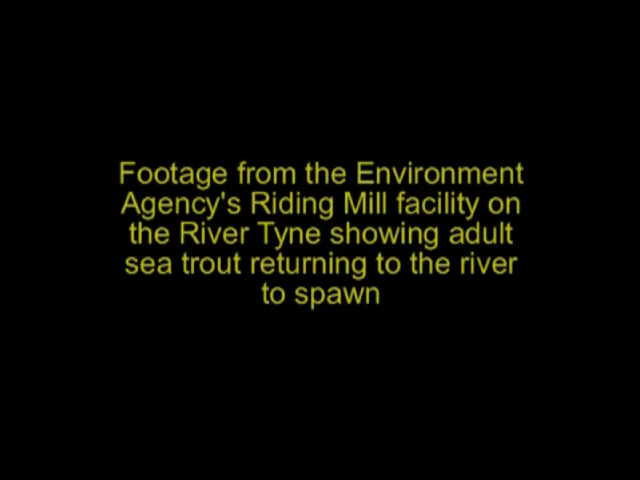 Footage from the Environment
Agency's Riding Mill facility on
the River Tyne showing adult
sea trout returning to the river
to spawn